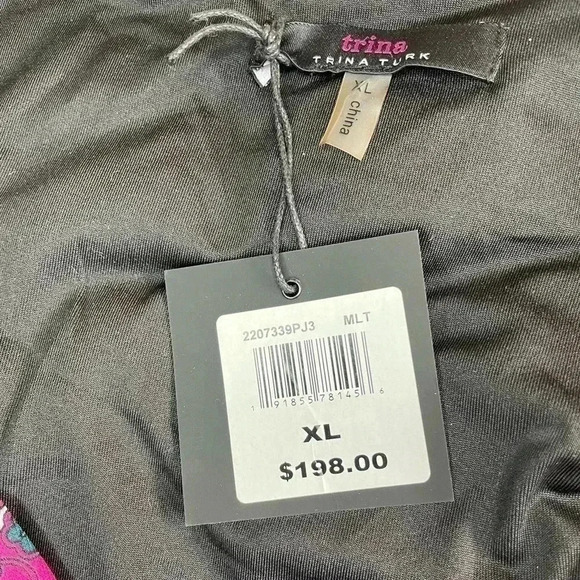 trina
TRINA TURK
XL
china
2207339PJ3 MLT
1 91855 78145 6
XL
$198.00